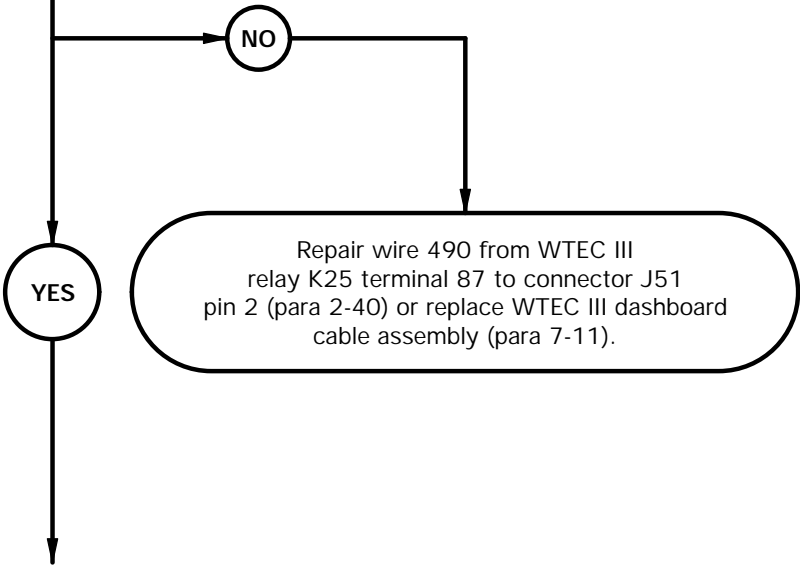 NO
YES
Repair wire 490 from WTEC III
relay K25 terminal 87 to connector J51
pin 2 (para 2-40) or replace WTEC III dashboard
cable assembly (para 7-11).